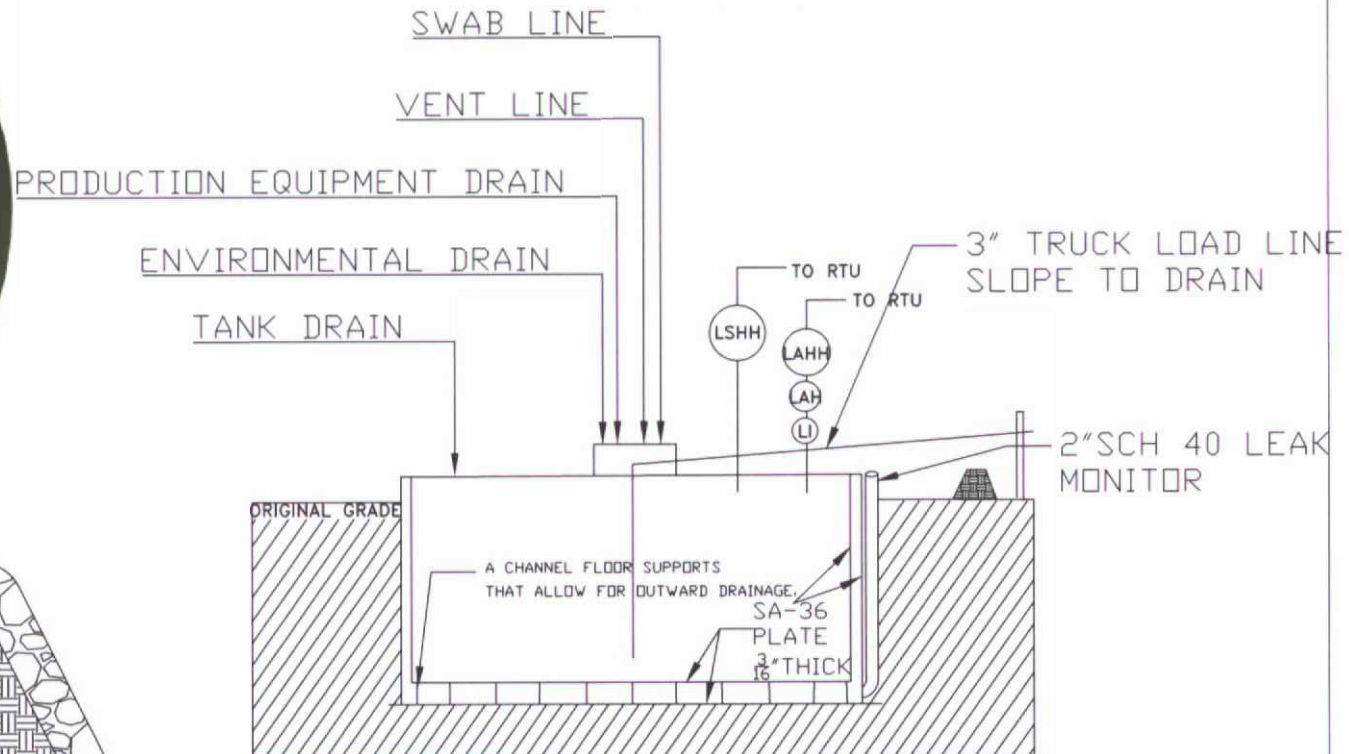 SWAB LINE
VENT LINE
PRODUCTION EQUIPMENT DRAIN
ENVIRONMENTAL DRAIN
TANK DRAIN
TO RTU
TO RTU
3" TRUCK LOAD LINE
SLOPE TO DRAIN
LSHH
LAHH
LAH
LI
2"SCH 40 LEAK
MONITOR
ORIGINAL GRADE
A CHANNEL FLOOR SUPPORTS
THAT ALLOW FOR OUTWARD DRAINAGE.
SA-36
PLATE
3/16"THICK